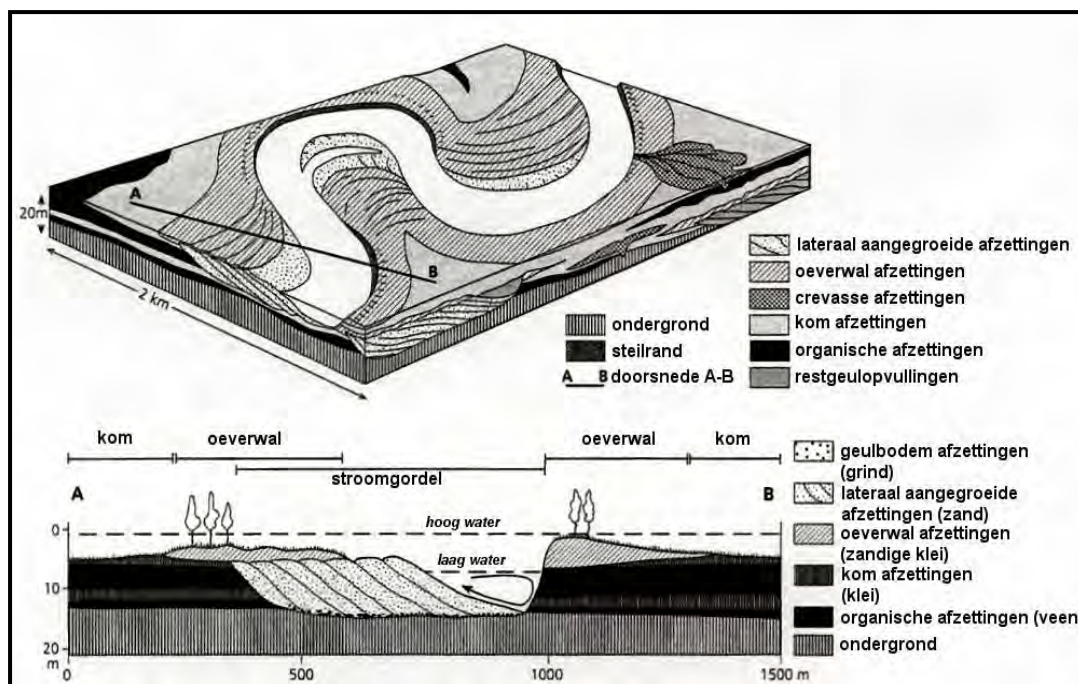 A
B
20m
2 km
ondergrond
steilrand
A B doorsnede A-B
lateraal aangegroeide afzettingen
oeverwal afzettingen
crevasse afzettingen
kom afzettingen
organische afzettingen
restgeulopvullingen
kom
oeverwal
oeverwal
kom
stroomgordel
A
B
hoog water
laag water
0
10
20
m
0
500
1000
1500 m
geulbodem afzettingen
(grind)
lateraal aangegroeide
afzettingen (zand)
oeverwal afzettingen
(zandige klei)
kom afzettingen
(klei)
organische afzettingen (veen
ondergrond